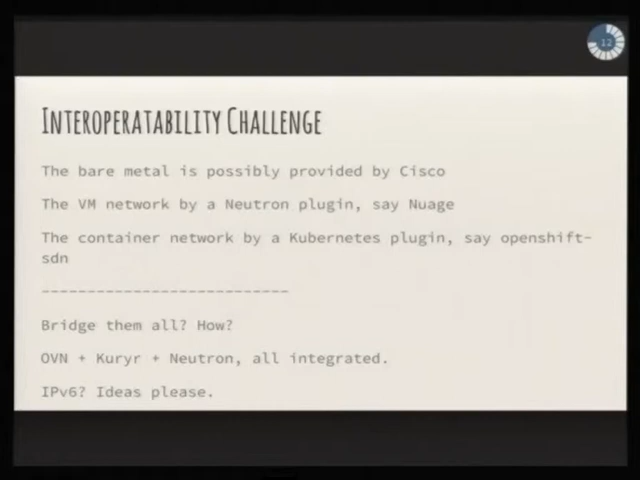 12
INTEROPERATABILITY CHALLENGE
The bare metal is possibly provided by Cisco
The VM network by a Neutron plugin, say Nuage
The container network by a Kubernetes plugin, say openshift-
sdn
---------------------------
Bridge them all? How?
OVN + Kuryr + Neutron, all integrated.
IPv6? Ideas please.